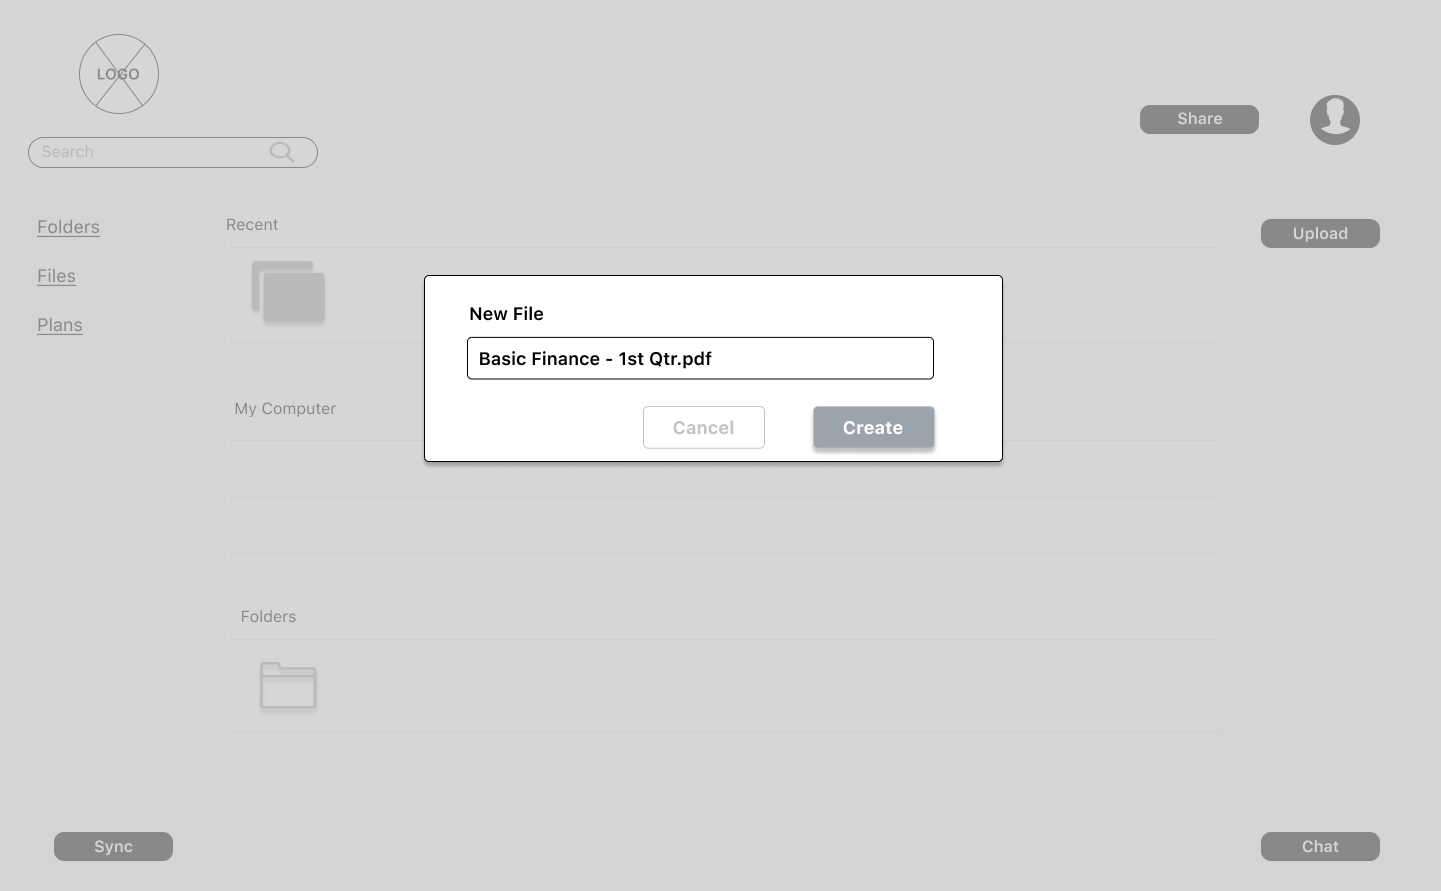 LOGO
Share
Search
Folders
Recent
Upload
Files
New File
Plans
Basic Finance - 1st Qtr.pdf
My Computer
Cancel
Create
Folders
Sync
Chat